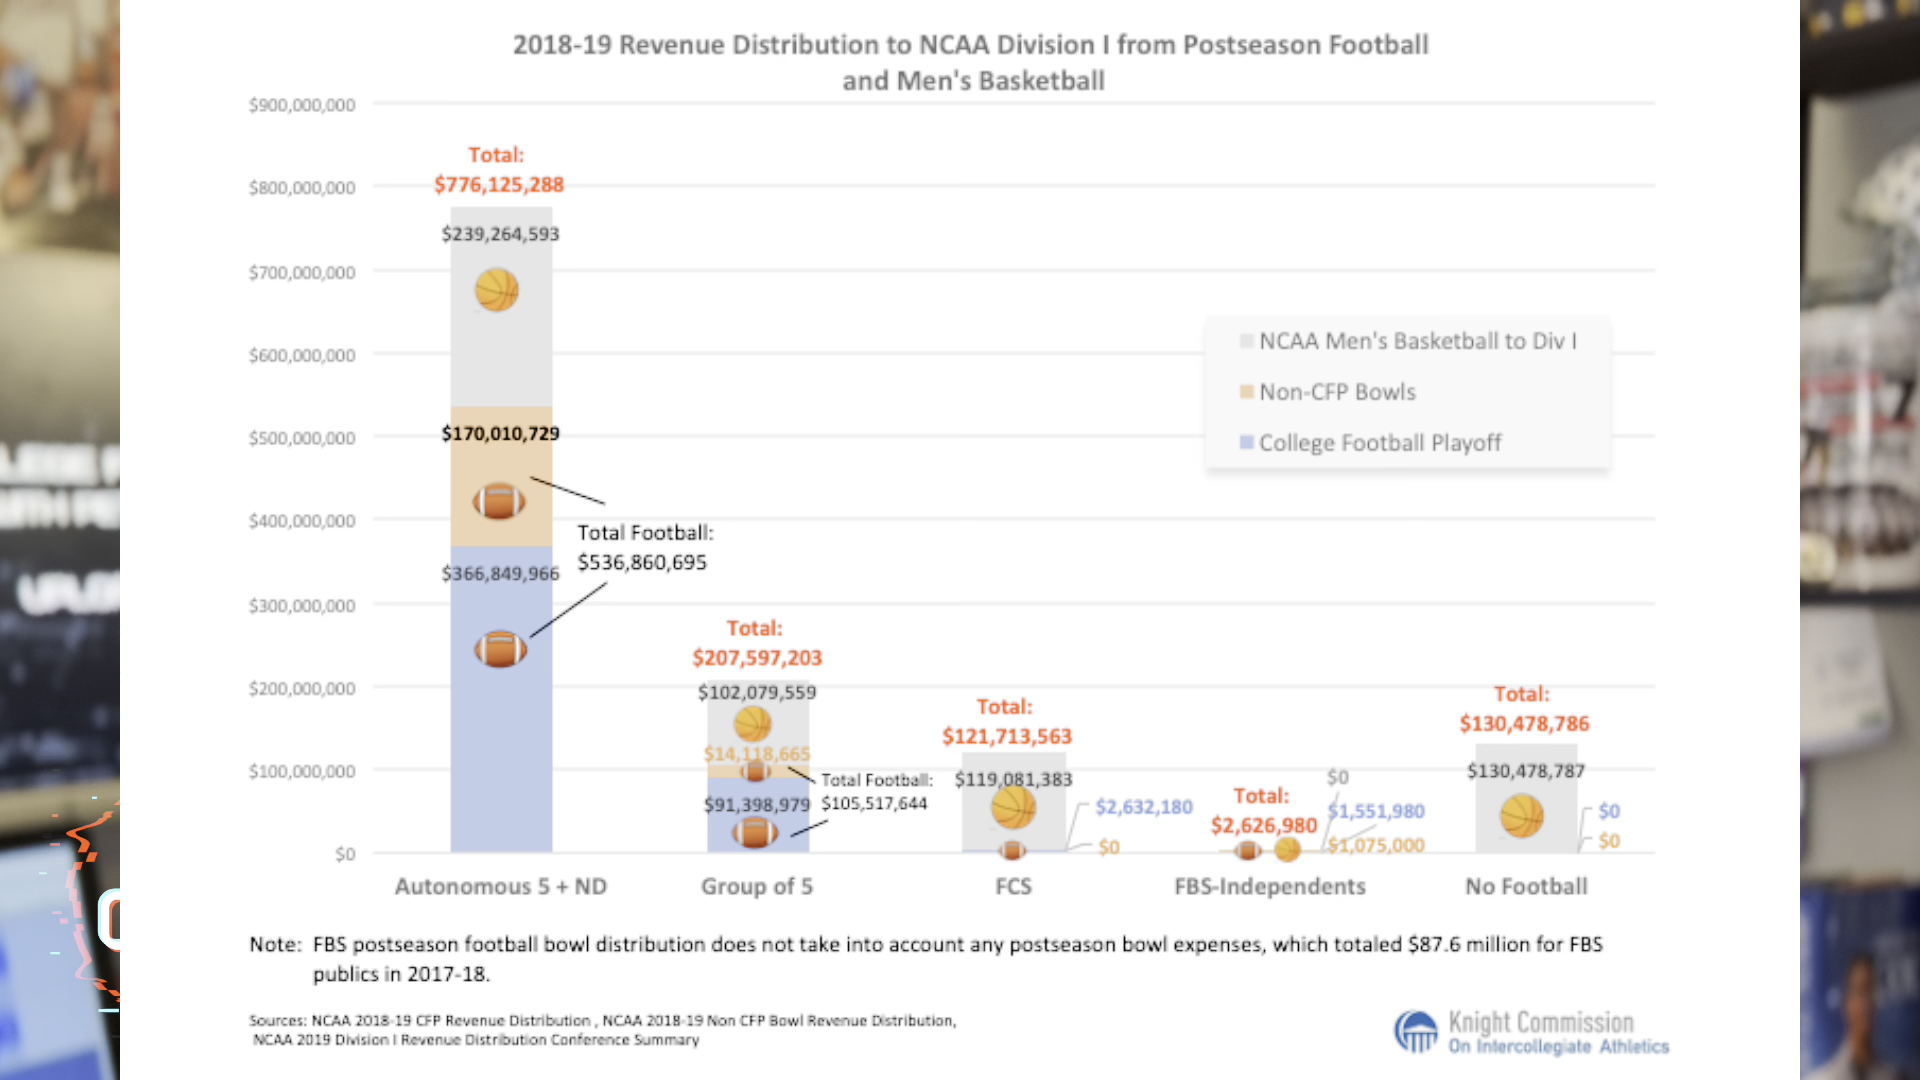 2018-19 Revenue Distribution to NCAA Division I from Postseason Football
and Men's Basketball
$900,000,000
$800,000,000
$700,000,000
$600,000,000
$500,000,000
$400,000,000
$300,000,000
$200,000,000
$100,000,000
$0
Total:
$776,125,288
$239,264,593
$170,010,729
$366,849,966
Total Football:
$536,860,695
Total:
$207,597,203
$102,079,559
$14,118,665
$91,398,979
Total Football:
$105,517,644
Total:
$121,713,563
$119,081,383
$2,632,180
$0
Total:
$2,626,980
$0
$1,551,980
$1,075,000
Total:
$130,478,786
$130,478,787
$0
$0
NCAA Men's Basketball to Div I
Non-CFP Bowls
College Football Playoff
Autonomous 5 + ND
Group of 5
FCS
FBS-Independents
No Football
Note: FBS postseason football bowl distribution does not take into account any postseason bowl expenses, which totaled $87.6 million for FBS
publics in 2017-18.
Sources: NCAA 2018-19 CFP Revenue Distribution , NCAA 2018-19 Non CFP Bowl Revenue Distribution,
NCAA 2019 Division I Revenue Distribution Conference Summary
Knight Commission
On Intercollegiate Athletics